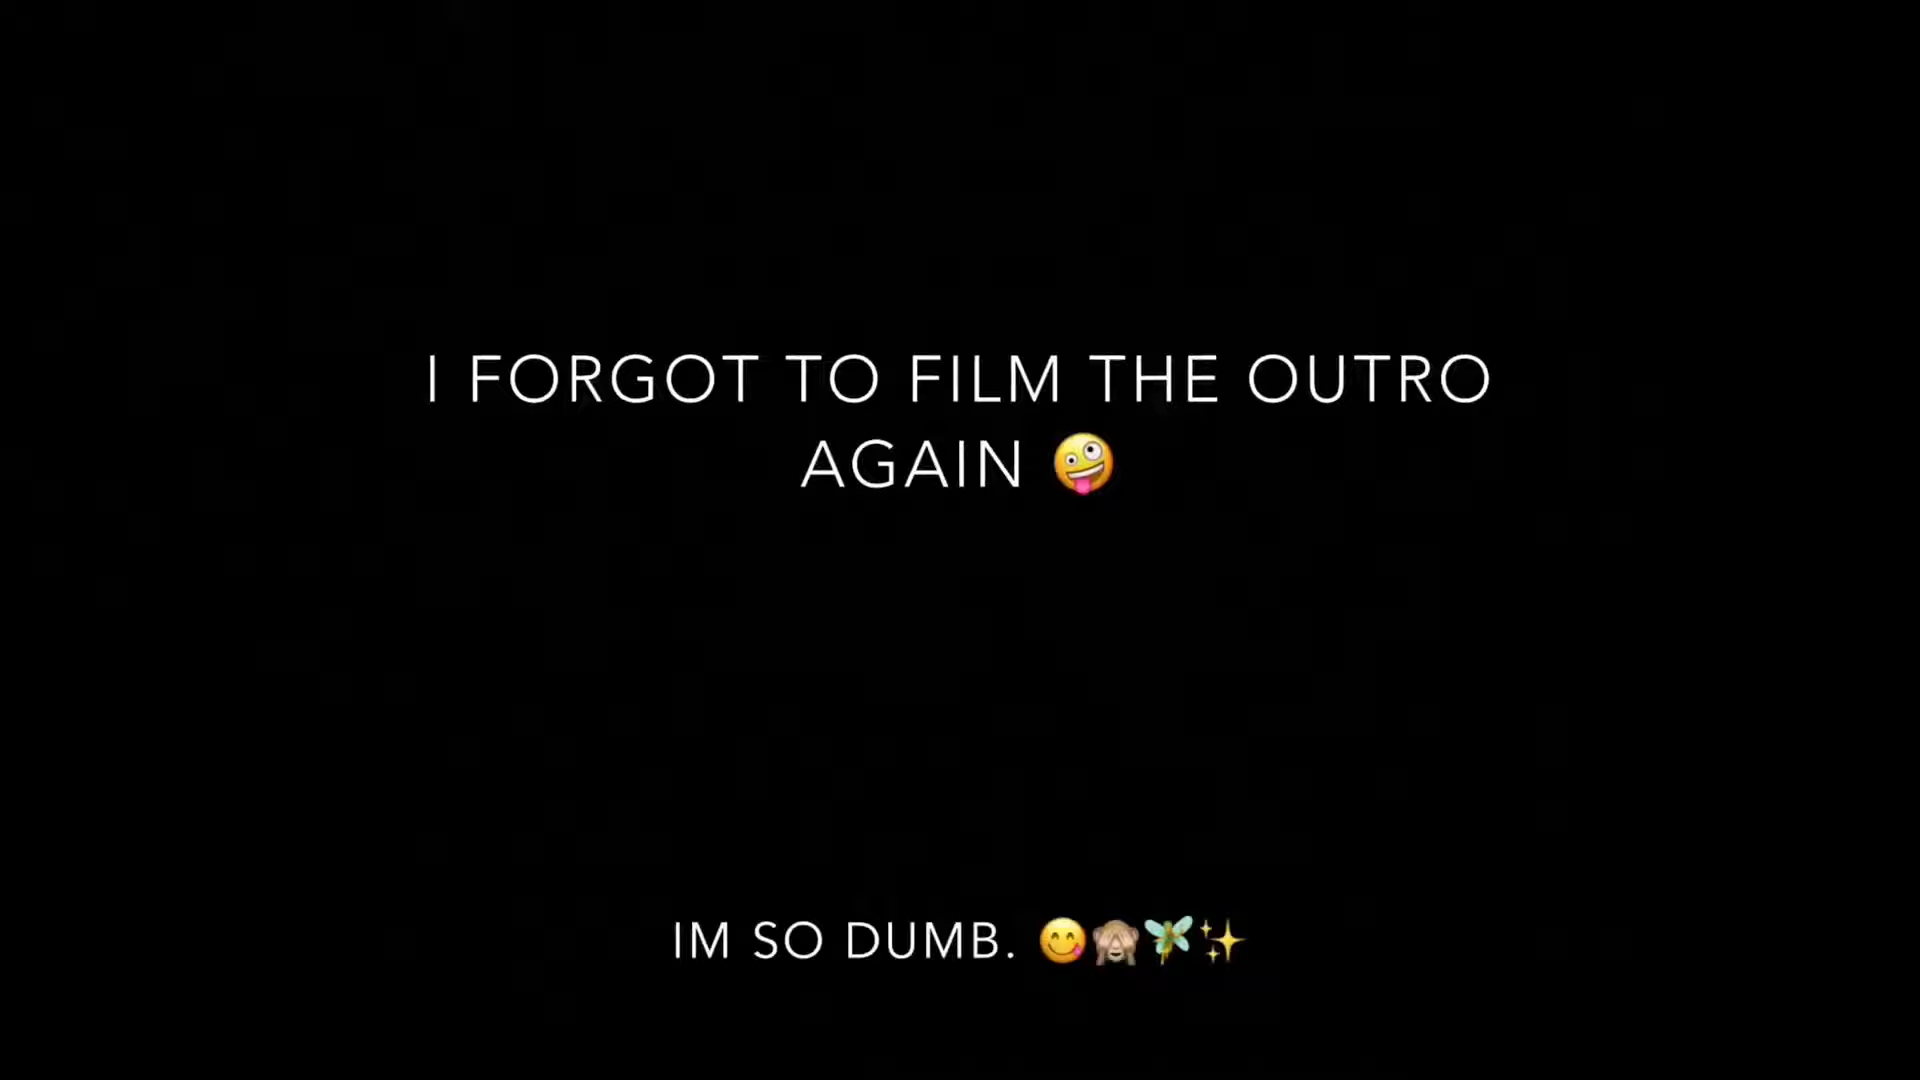 I FORGOT TO FILM THE OUTRO
AGAIN 🤪
IM SO DUMB. 😋🙈🧚✨